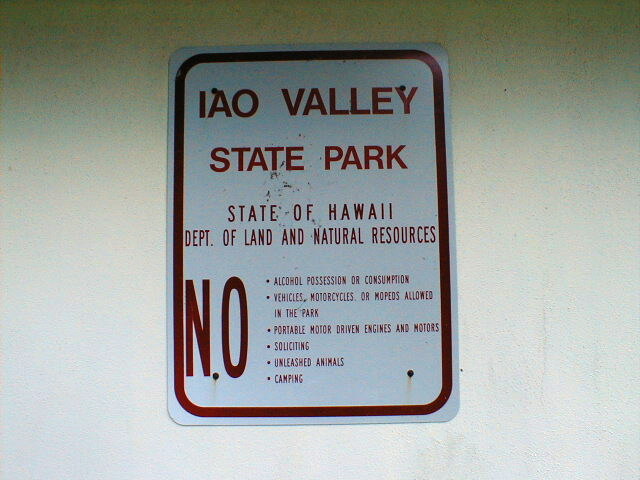 IAO VALLEY
STATE PARK
STATE OF HAWAII
DEPT. OF LAND AND NATURAL RESOURCES
NO
• ALCOHOL POSSESSION OR CONSUMPTION
• VEHICLES, MOTORCYCLES, OR MOPEDS ALLOWED
IN THE PARK
• PORTABLE MOTOR DRIVEN ENGINES AND MOTORS
• SOLICITING
• UNLEASHED ANIMALS
• CAMPING